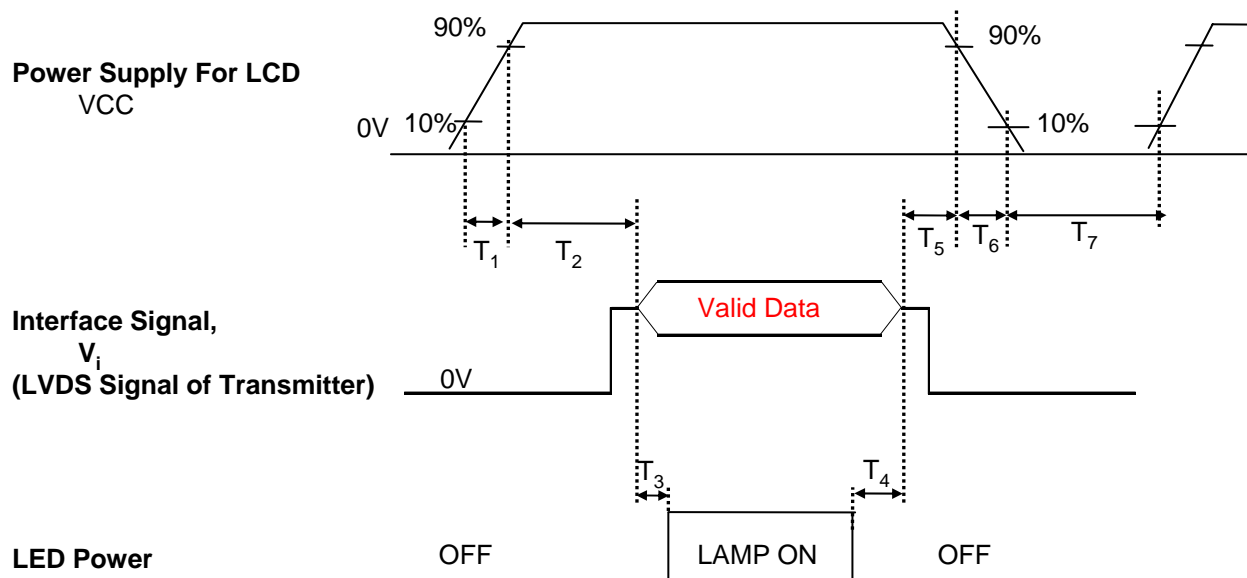 90%
90%
Power Supply For LCD
VCC
0V
10%
10%
T1
T2
T5
T6
T7
Valid Data
Interface Signal,
Vi
(LVDS Signal of Transmitter)
0V
T3
T4
LED Power
OFF
LAMP ON
OFF